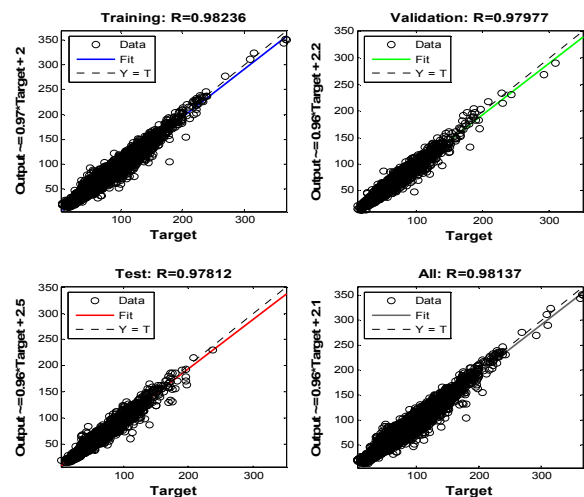 Training: R=0.98236
Output ~= 0.97*Target + 2
350
300
250
200
150
100
50
Data
Fit
Y = T
100
200
300
Target
Validation: R=0.97977
Output ~= 0.96*Target + 2.2
350
300
250
200
150
100
50
Data
Fit
Y = T
100
200
300
Target
Test: R=0.97812
Output ~= 0.96*Target + 2.5
350
300
250
200
150
100
50
Data
Fit
Y = T
100
200
300
Target
All: R=0.98137
Output ~= 0.96*Target + 2.1
350
300
250
200
150
100
50
Data
Fit
Y = T
100
200
300
Target